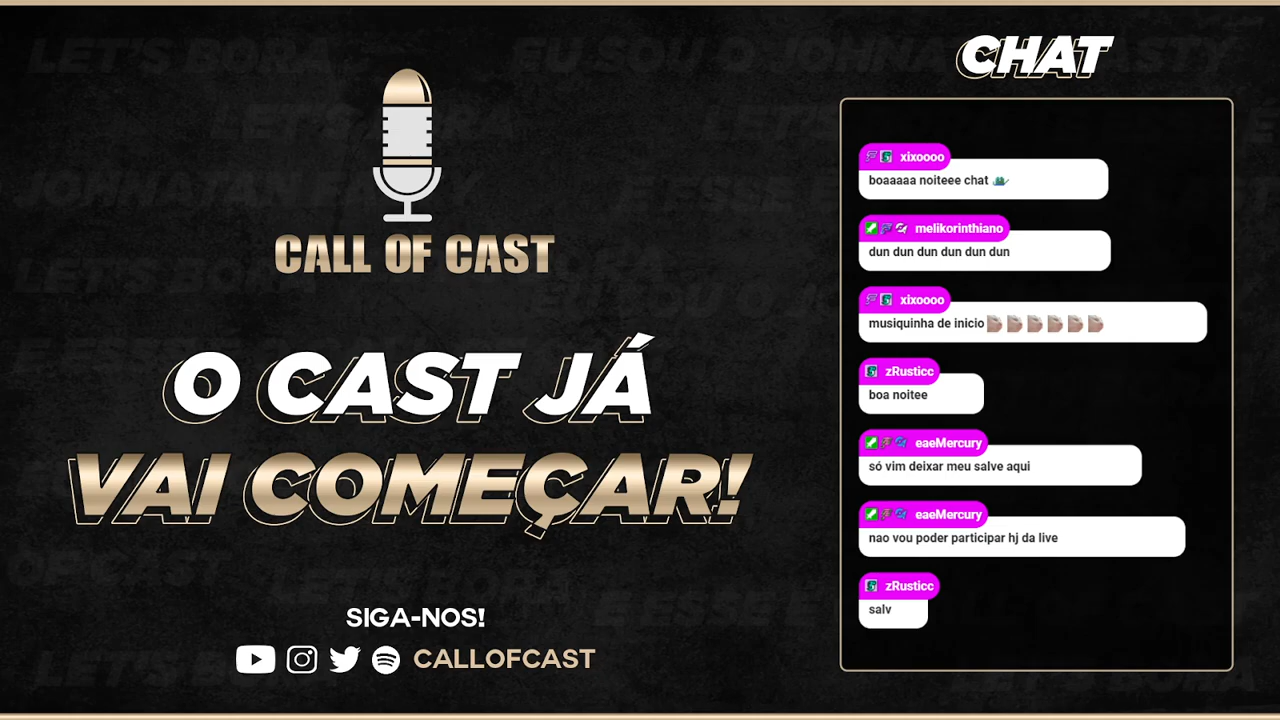 CALL OF CAST
O CAST JÁ
VAI COMEÇAR!
SIGA-NOS!
CALLOFCAST
CHAT
xixoooo
boaaaaa noiteee chat
melikorinthiano
dun dun dun dun dun dun
xixoooo
musiquinha de inicio
zRusticc
boa noitee
eaeMercury
só vim deixar meu salve aqui
eaeMercury
nao vou poder participar hj da live
zRusticc
salv